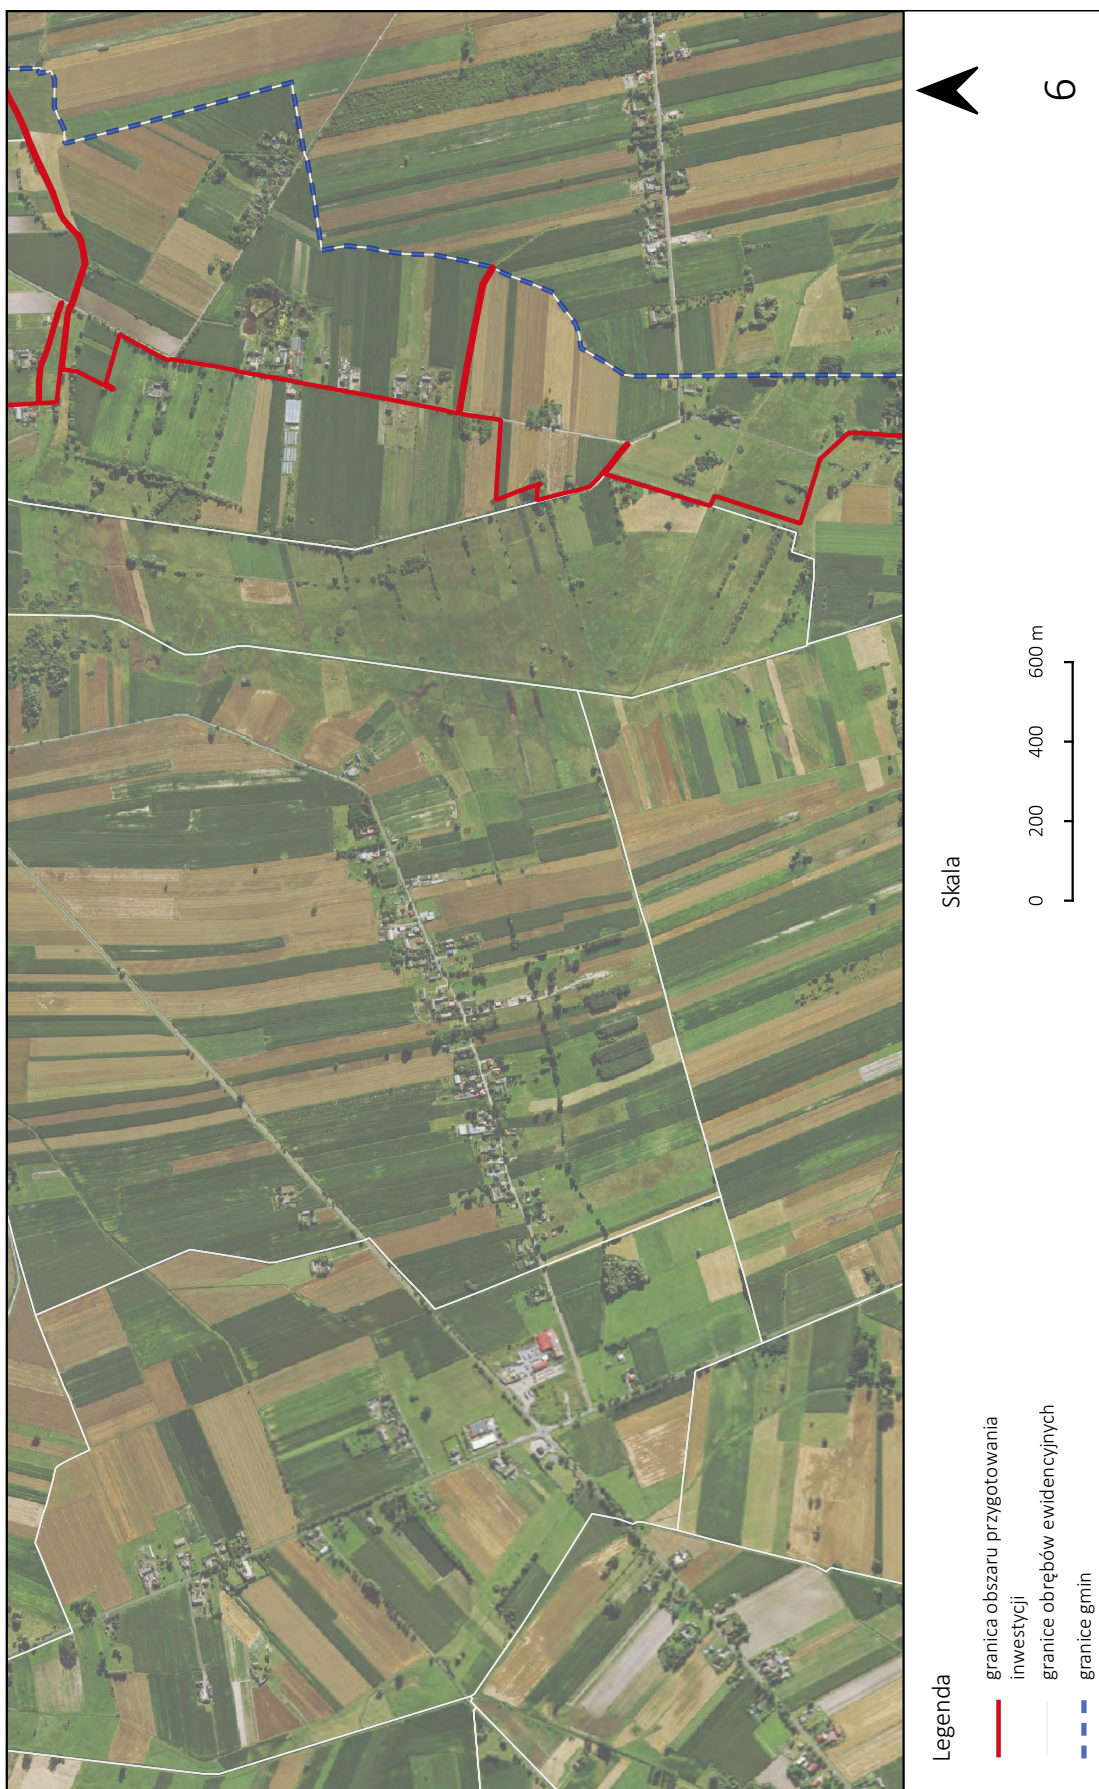 6
Skala
0 200 400 600 m
Legenda
granica obszaru przygotowania
inwestycji
granice obrębów ewidencyjnych
granice gmin